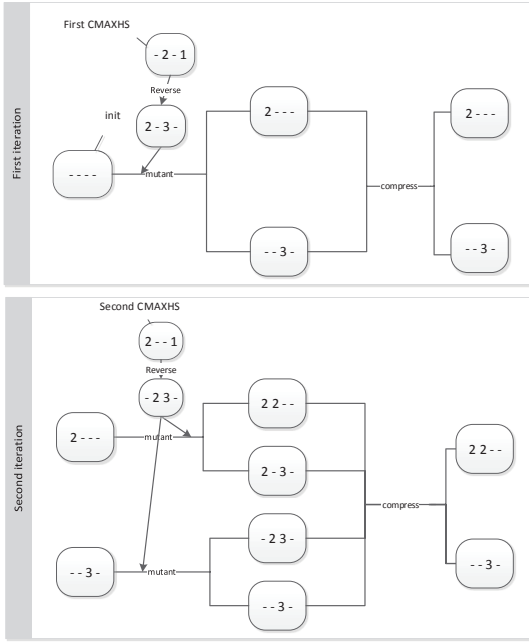 First iteration
First CMAXHS
- 2 - 1
Reverse
2 - 3 -
init
- - - -
mutant
2 - - -
- - 3 -
compress
2 - - -
- - 3 -
Second iteration
Second CMAXHS
2 - - 1
Reverse
- 2 3 -
2 - - -
mutant
2 2 - -
2 - 3 -
- 2 3 -
- - 3 -
mutant
- - 3 -
compress
2 2 - -
- - 3 -